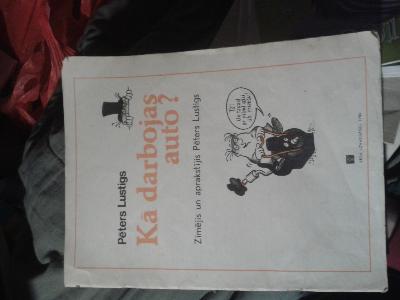 Pēters Lustigs
Kā darbojas
auto?
Zīmējis un aprakstījis Pēters Lustigs